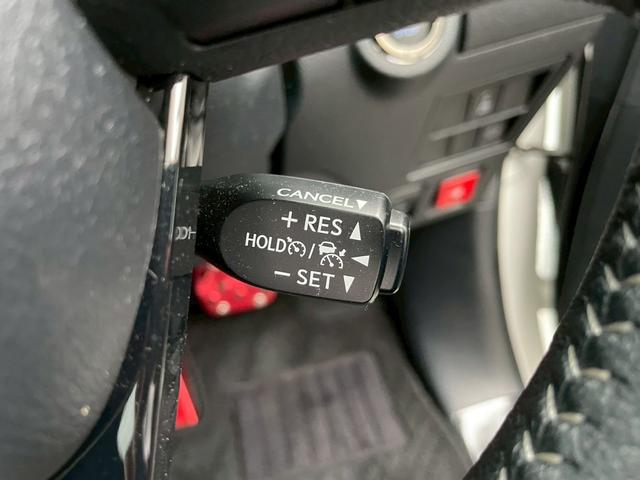 CANCEL▼
+ RES ▲
HOLD / ◀
− SET ▼